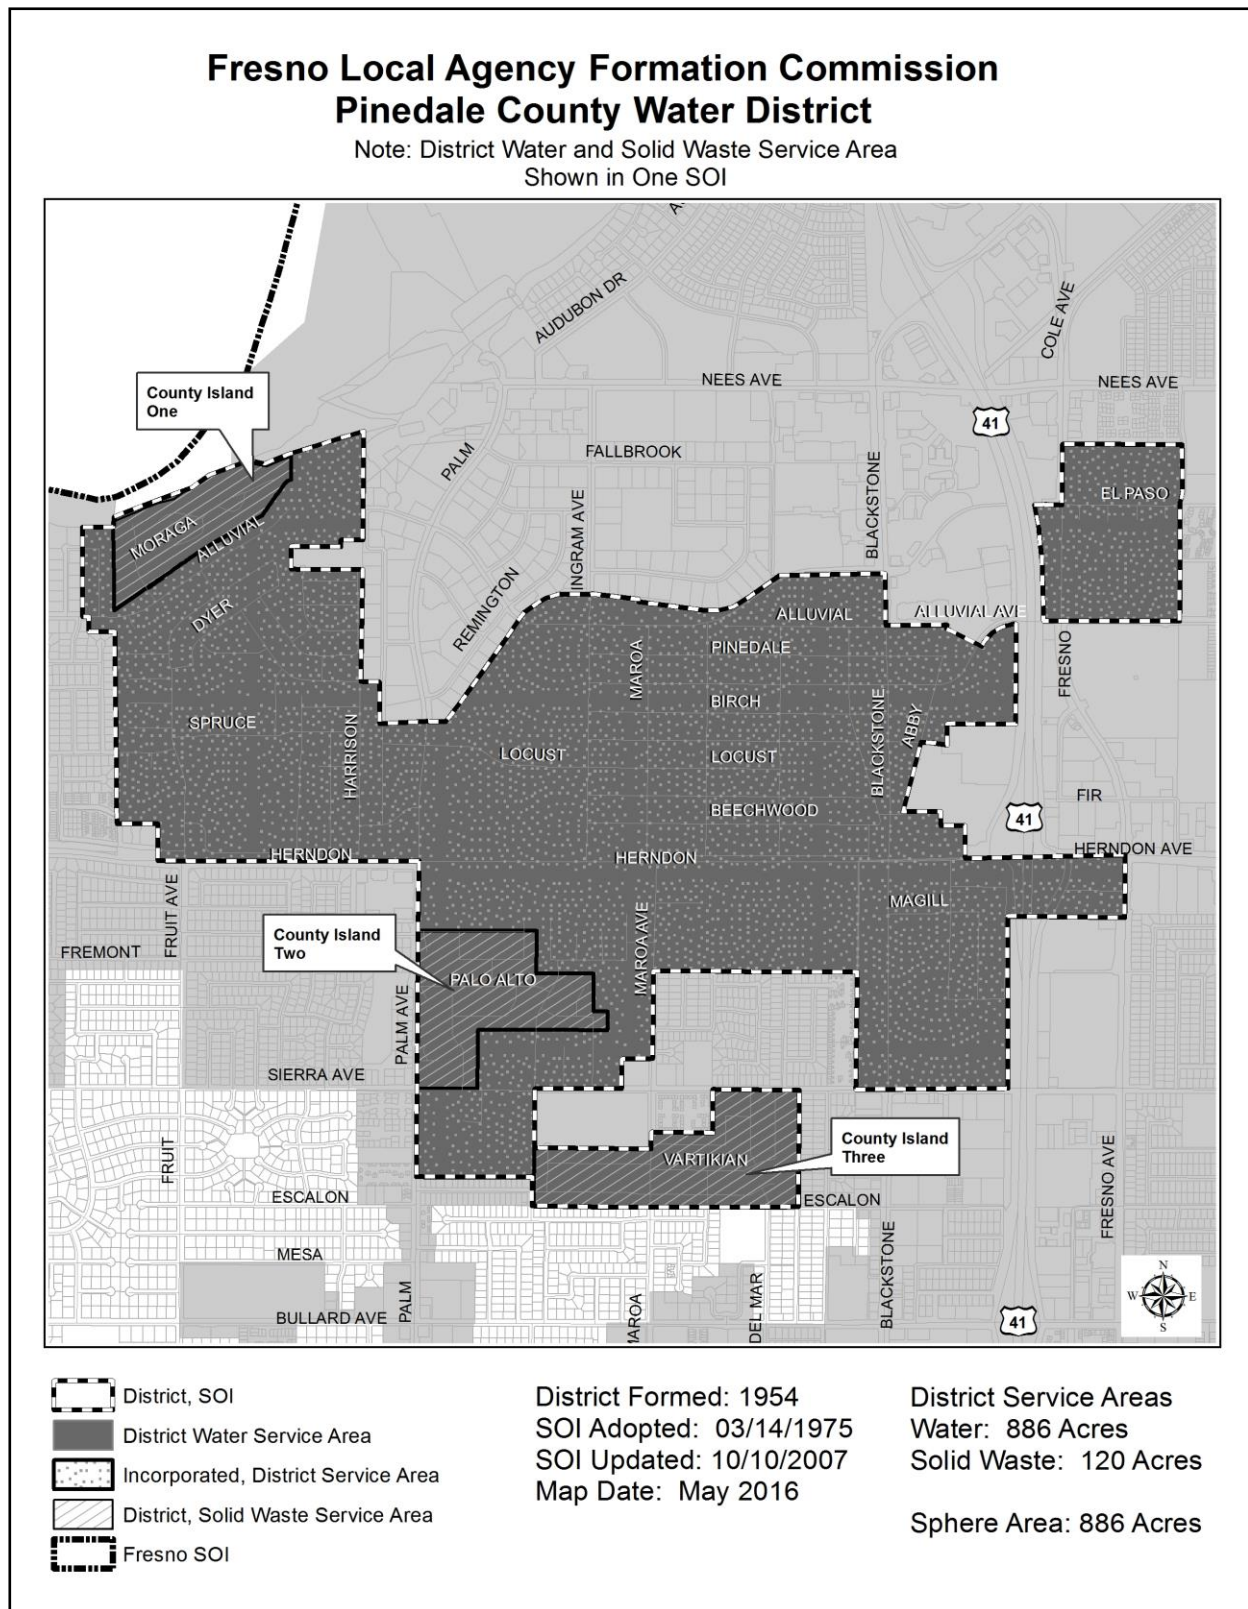 Fresno Local Agency Formation Commission
Pinedale County Water District
Note: District Water and Solid Waste Service Area
Shown in One SOI
AUDUBON DR
COLE AVE
NEES AVE
NEES AVE
County Island
One
41
PALM
FALLBROOK
BLACKSTONE
EL PASO
MORAGA
ALLUVIAL
INGRAM AVE
REMINGTON
DYER
ALLUVIAL
ALLUVIAL AVE
PINEDALE
MAROA
FRESNO
BIRCH
SPRUCE
HARRISON
LOCUST
LOCUST
BLACKSTONE
ABBY
BEECHWOOD
FIR
41
HERNDON
HERNDON
HERNDON AVE
MAGILL
FRUIT AVE
County Island
Two
FREMONT
MAROA AVE
PALO ALTO
PALM AVE
SIERRA AVE
County Island
Three
FRUIT
VARTIKIAN
ESCALON
ESCALON
FRESNO AVE
MESA
BLACKSTONE
PALM
DEL MAR
MAROA
BULLARD AVE
41
N
W
E
S
District, SOI
District Water Service Area
Incorporated, District Service Area
District, Solid Waste Service Area
Fresno SOI
District Formed: 1954
SOI Adopted: 03/14/1975
SOI Updated: 10/10/2007
Map Date: May 2016
District Service Areas
Water: 886 Acres
Solid Waste: 120 Acres
Sphere Area: 886 Acres